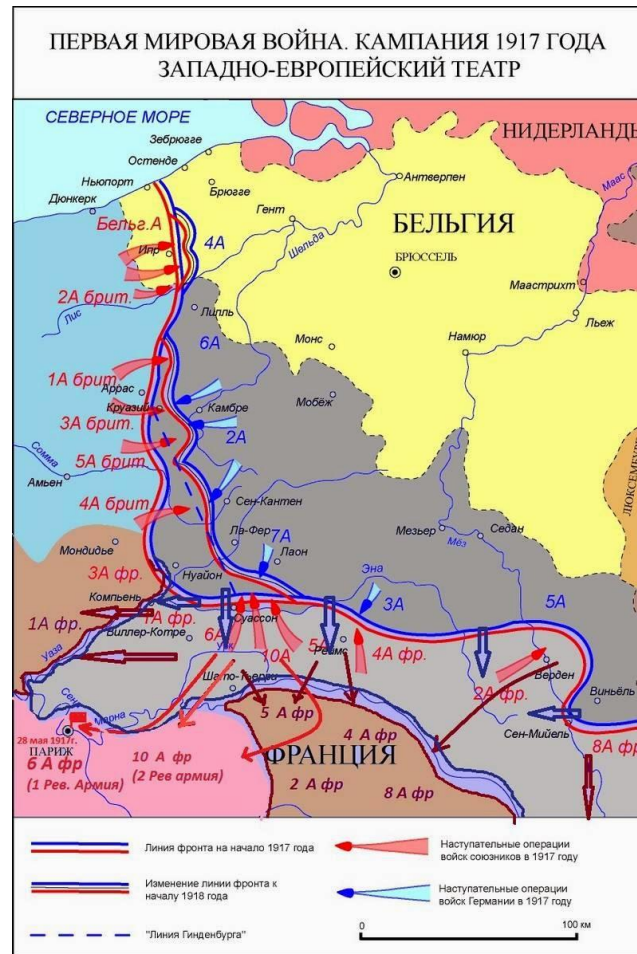 ПЕРВАЯ МИРОВАЯ ВОЙНА. КАМПАНИЯ 1917 ГОДА
ЗАПАДНО-ЕВРОПЕЙСКИЙ ТЕАТР
СЕВЕРНОЕ МОРЕ
НИДЕРЛАНДЫ
Зебрюгге
Остенде
Ньюпорт
Брюгге
Антверпен
Маас
Дюнкерк
Гент
Бельг.А
4А
БЕЛЬГИЯ
Шельда
Ипр
БРЮССЕЛЬ
2А брит.
Маастрихт
Лис
Лилль
Льеж
6А
Монс
Намюр
1А брит.
Аррас
Круазий
Камбре
Мобёж
3А брит.
2А
5А брит.
Сомма
Амьен
4А брит.
Сен-Кантен
ЛЮКСЕМБУРГ
Ла-Фер
7А
Мезьер
Седан
Мёз
Мондидье
Лаон
3А фр.
Нуайон
Эна
Компьень
3А
5А
1А фр.
1А фр.
Суассон
Виллер-Котре
6А
10А
5А
Реймс
4А фр.
Верден
Уаза
Урк
2А фр.
Виньёль
Шато-Тьерри
Сен-Мийель
Сена
Марна
5 А фр
4 А фр
8А фр.
28 мая 1917г.
ПАРИЖ
ФРАНЦИЯ
6 А фр
(1 Рев. Армия)
10 А фр
(2 Рев армия)
2 А фр
8 А фр
Линия фронта на начало 1917 года
Наступательные операции
войск союзников в 1917 году
Изменение линии фронта к
началу 1918 года
Наступательные операции
войск Германии в 1917 году
"Линия Гинденбурга"
0
100 км